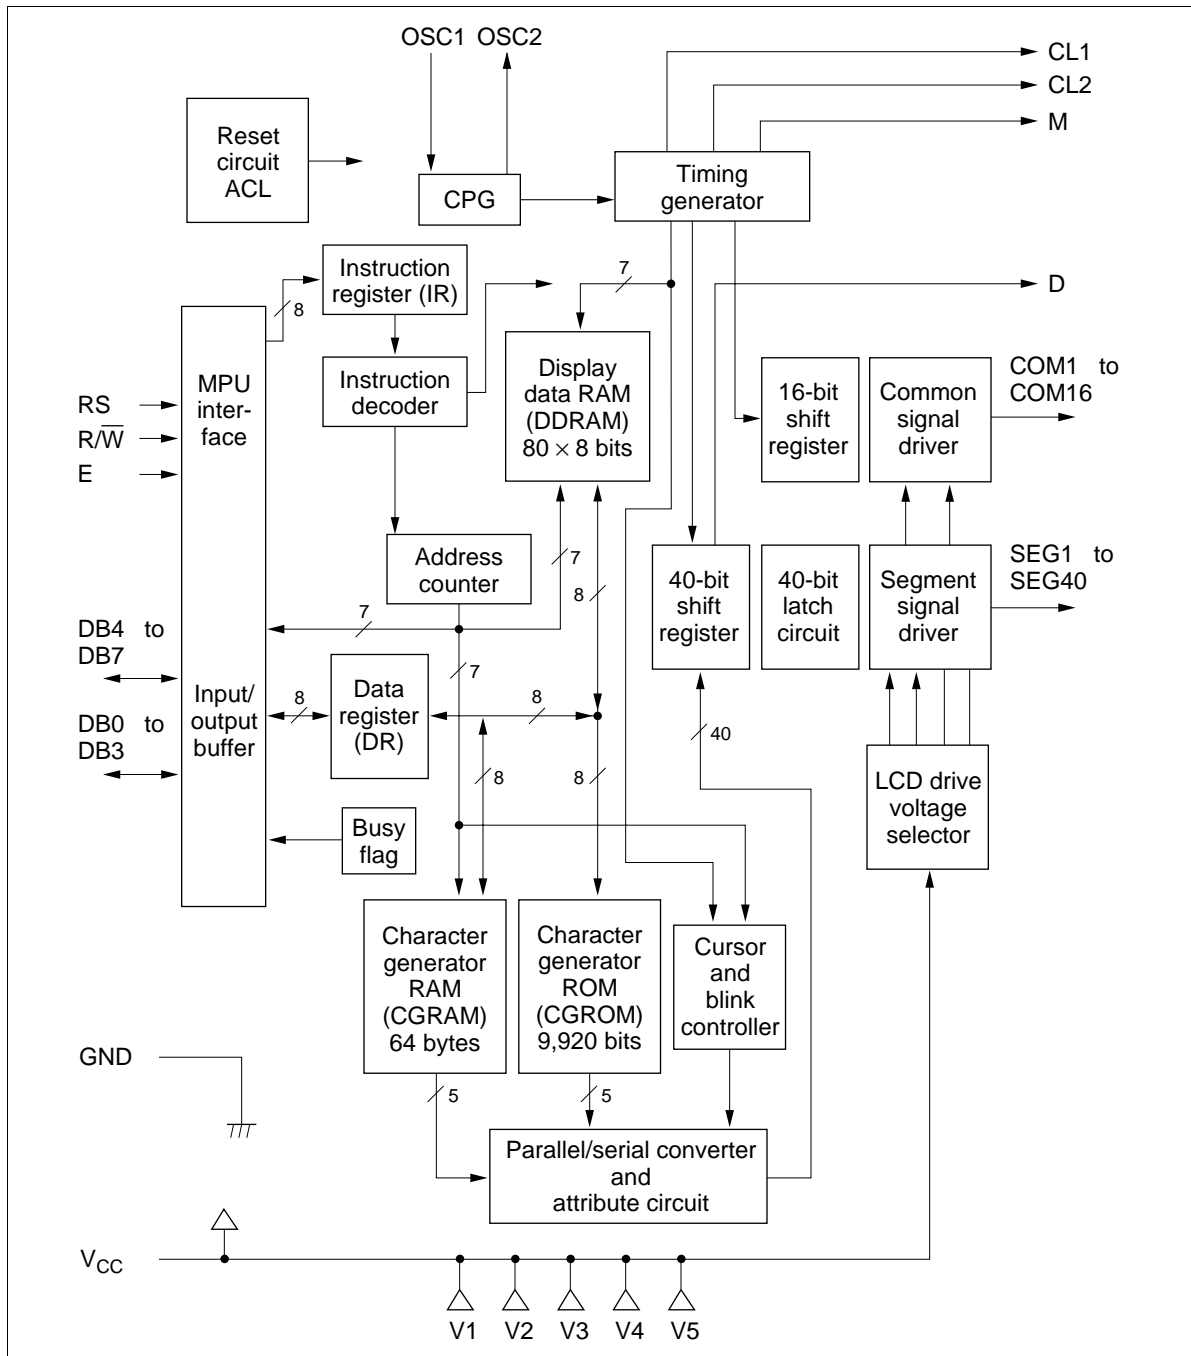 OSC1 OSC2
CL1
CL2
M
Reset
circuit
ACL
CPG
Timing
generator
Instruction
register (IR)
7
D
8
MPU
inter-
face
Instruction
decoder
Display
data RAM
(DDRAM)
80 × 8 bits
16-bit
shift
register
Common
signal
driver
COM1 to
COM16
RS
R/W̅
E
Address
counter
7
8
40-bit
shift
register
40-bit
latch
circuit
Segment
signal
driver
SEG1 to
SEG40
DB4 to
DB7
7
7
Input/
output
buffer
8
Data
register
(DR)
8
8
8
40
DB0 to
DB3
LCD drive
voltage
selector
Busy
flag
Character
generator
RAM
(CGRAM)
64 bytes
Character
generator
ROM
(CGROM)
9,920 bits
Cursor
and
blink
controller
GND
5
5
Parallel/serial converter
and
attribute circuit
VCC
V1 V2 V3 V4 V5